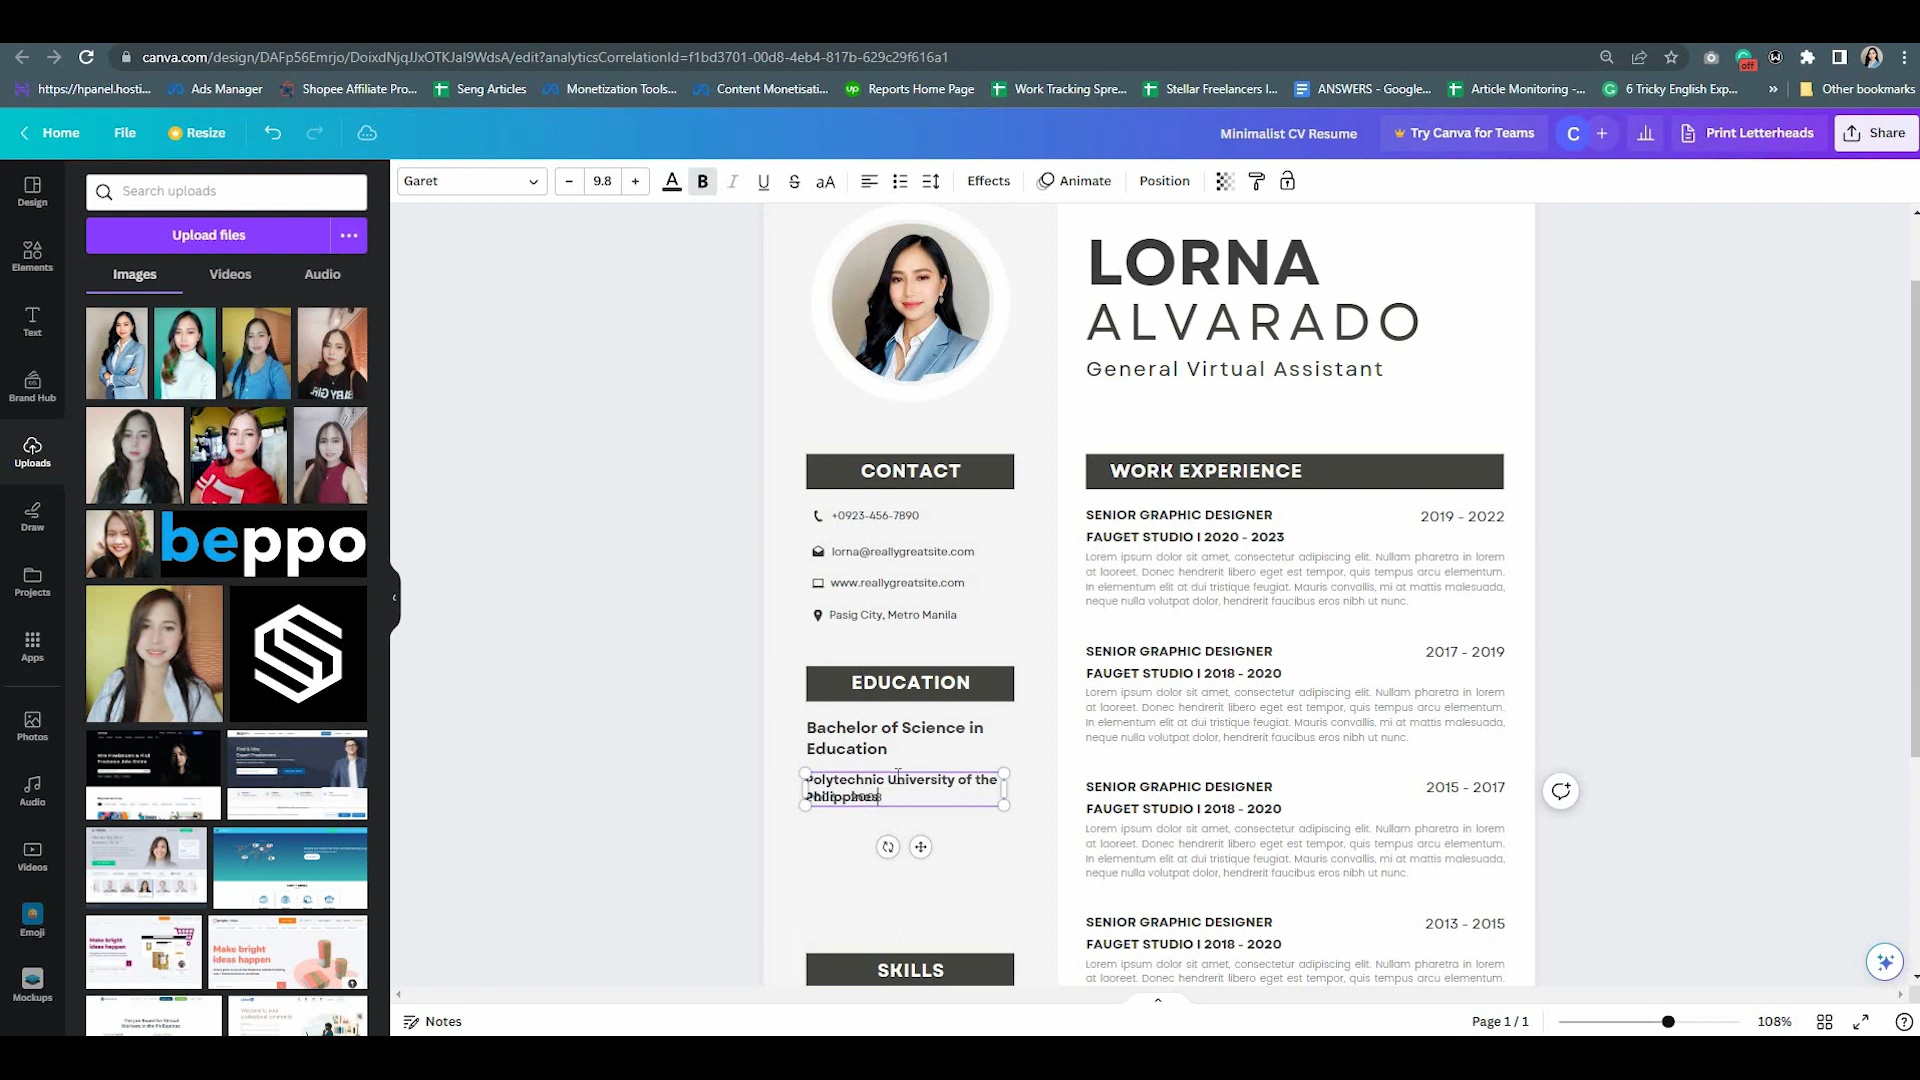 canva.com/design/DAFp56Emrjo/DoixdNjqJJxOTKJal9WdsA/edit?analyticsCorrelationId=f1bd3701-00d8-4eb4-817b-629c29f616a1
off
https://hpanel.hosti...
Ads Manager
Shopee Affiliate Pro...
Seng Articles
Monetization Tools...
Content Monetisati...
Reports Home Page
Work Tracking Spre...
Stellar Freelancers I...
ANSWERS - Google...
Article Monitoring -...
6 Tricky English Exp...
»
Other bookmarks
Home
File
Resize
Minimalist CV Resume
Try Canva for Teams
C
+
Print Letterheads
Share
Design
Elements
Text
Brand Hub
Uploads
Draw
Projects
Apps
Photos
Audio
Videos
Emoji
Mockups
Search uploads
Upload files
Images
Videos
Audio
beppo
Make bright
ideas happen
Make bright
ideas happen
Garet
– 9.8 +
A B I U S aA
Effects
Animate
Position
LORNA
ALVARADO
General Virtual Assistant
CONTACT
+0923-456-7890
lorna@reallygreatsite.com
www.reallygreatsite.com
Pasig City, Metro Manila
EDUCATION
Bachelor of Science in
Education
Polytechnic University of the
Philippines
SKILLS
WORK EXPERIENCE
SENIOR GRAPHIC DESIGNER
2019 - 2022
FAUGET STUDIO I 2020 - 2023
Lorem ipsum dolor sit amet, consectetur adipiscing elit. Nullam pharetra in lorem
at laoreet. Donec hendrerit libero eget est tempor, quis tempus arcu elementum.
In elementum elit at dui tristique feugiat. Mauris convallis, mi at mattis malesuada,
neque nulla volutpat dolor, hendrerit faucibus eros nibh ut nunc.
SENIOR GRAPHIC DESIGNER
2017 - 2019
FAUGET STUDIO I 2018 - 2020
Lorem ipsum dolor sit amet, consectetur adipiscing elit. Nullam pharetra in lorem
at laoreet. Donec hendrerit libero eget est tempor, quis tempus arcu elementum.
In elementum elit at dui tristique feugiat. Mauris convallis, mi at mattis malesuada,
neque nulla volutpat dolor, hendrerit faucibus eros nibh ut nunc.
SENIOR GRAPHIC DESIGNER
2015 - 2017
FAUGET STUDIO I 2018 - 2020
Lorem ipsum dolor sit amet, consectetur adipiscing elit. Nullam pharetra in lorem
at laoreet. Donec hendrerit libero eget est tempor, quis tempus arcu elementum.
In elementum elit at dui tristique feugiat. Mauris convallis, mi at mattis malesuada,
neque nulla volutpat dolor, hendrerit faucibus eros nibh ut nunc.
SENIOR GRAPHIC DESIGNER
2013 - 2015
FAUGET STUDIO I 2018 - 2020
Lorem ipsum dolor sit amet, consectetur adipiscing elit. Nullam pharetra in lorem
at laoreet. Donec hendrerit libero eget est tempor, quis tempus arcu elementum.
Notes
Page 1 / 1
108%